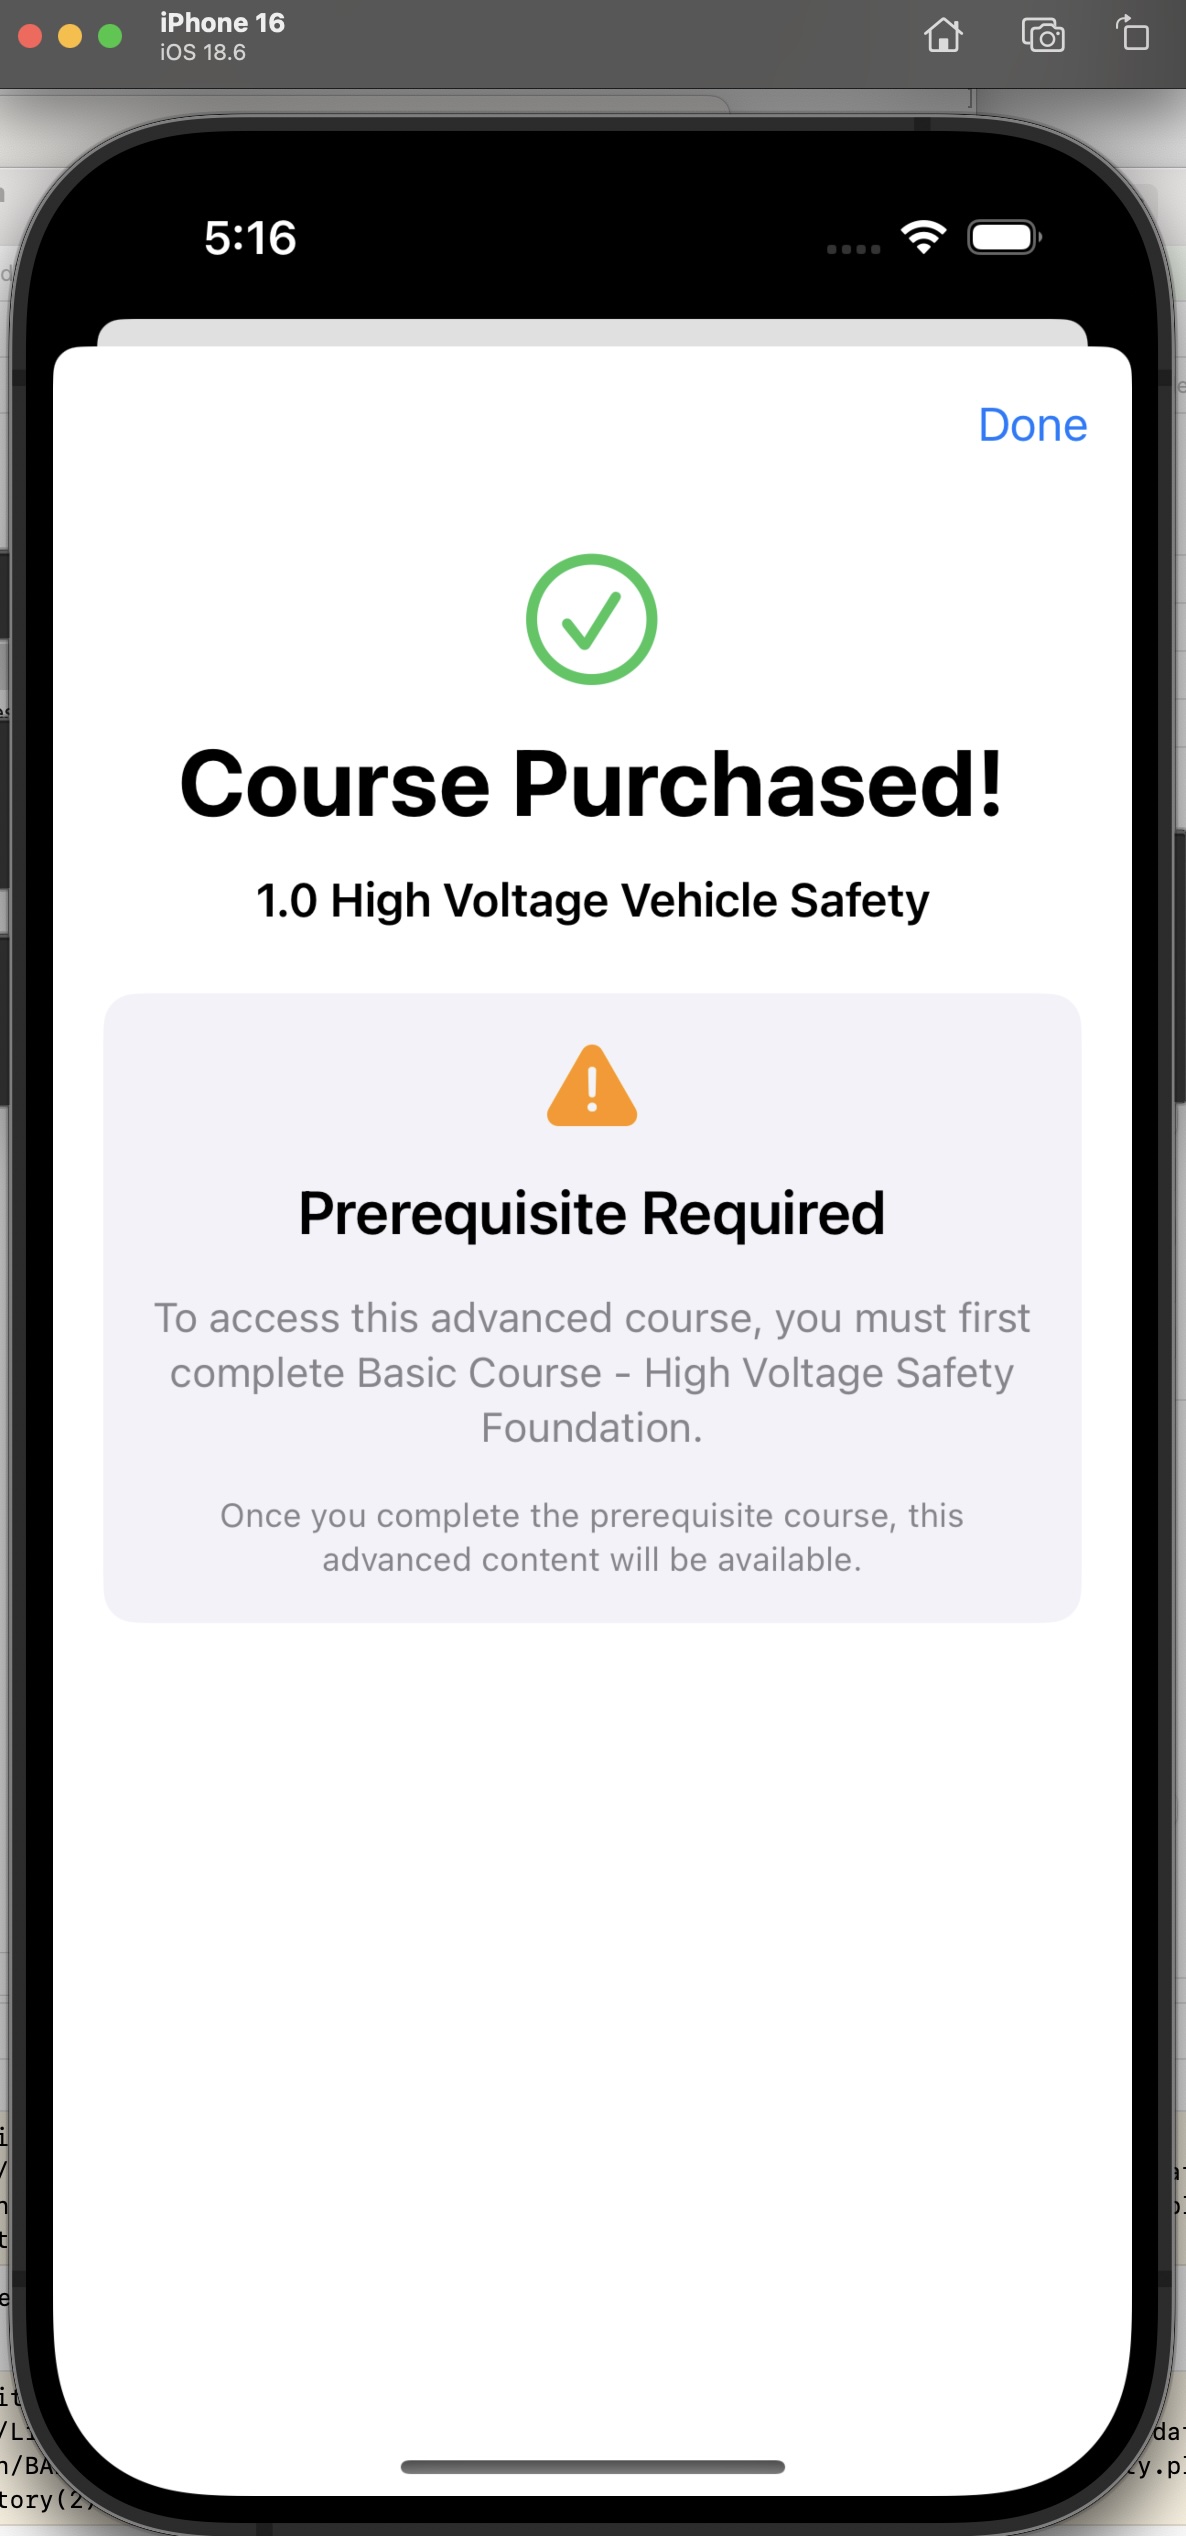 iPhone 16
iOS 18.6
5:16
Done
Course Purchased!
1.0 High Voltage Vehicle Safety
Prerequisite Required
To access this advanced course, you must first
complete Basic Course - High Voltage Safety
Foundation.
Once you complete the prerequisite course, this
advanced content will be available.